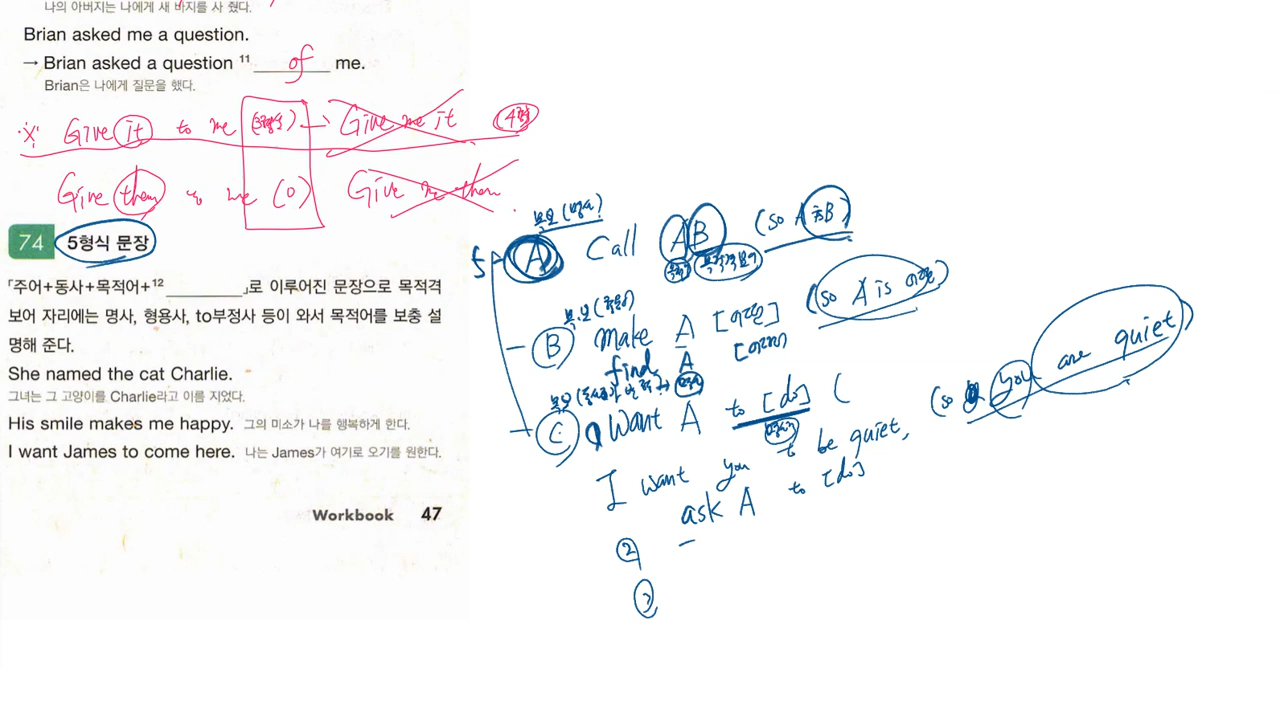 나의 아버지는 나에게 새 바지를 사 줬다.
Brian asked me a question.
→ Brian asked a question 11 of me.
Brian은 나에게 질문을 했다.
※ Give it to me (3형식) → Give me it (4형식)
Give them to me (O) Give me them
74 5형식 문장
「주어+동사+목적어+12 」로 이루어진 문장으로 목적격
보어 자리에는 명사, 형용사, to부정사 등이 와서 목적어를 보충 설
명해 준다.
She named the cat Charlie.
그녀는 그 고양이를 Charlie라고 이름 지었다.
His smile makes me happy. 그의 미소가 나를 행복하게 한다.
I want James to come here. 나는 James가 여기로 오기를 원한다.
Workbook 47
목.보 (명사)
5 A Call A B (so A is B)
목적격보어
B Make A [어떤] (so A is 어떤)
find A
C Want A to [do] (
I want you to be quiet, (so you are quiet)
ask A to [do]
②
③